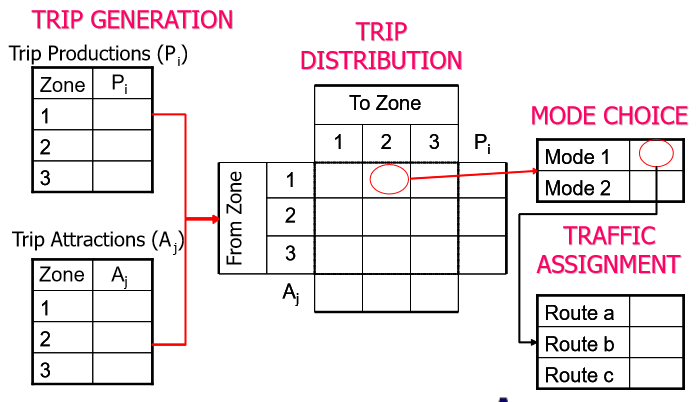 TRIP GENERATION
Trip Productions (Pi)
Zone Pi
1
2
3
Trip Attractions (Aj)
Zone Aj
1
2
3
TRIP
DISTRIBUTION
To Zone
1 2 3 Pi
From Zone
1
2
3
Aj
MODE CHOICE
Mode 1
Mode 2
TRAFFIC
ASSIGNMENT
Route a
Route b
Route c